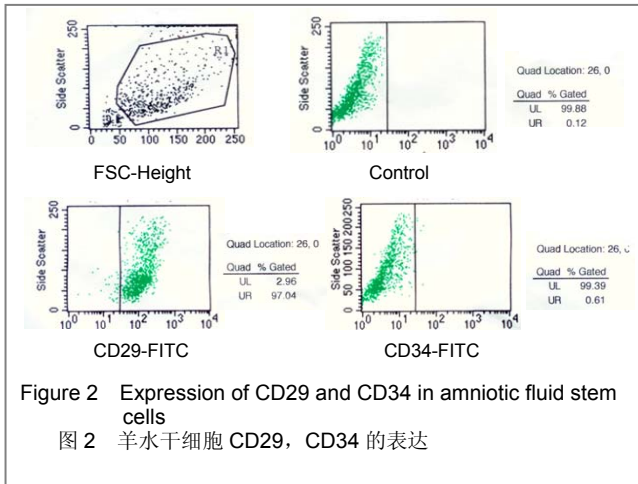 250
Side Scatter
0
R1
0 50 100 150 200 250
FSC-Height
250
Side Scatter
0
10^0 10^1 10^2 10^3 10^4
Control
Quad Location: 26, 0
Quad % Gated
UL 99.88
UR 0.12
250
Side Scatter
0
10^0 10^1 10^2 10^3 10^4
CD29-FITC
Quad Location: 26, 0
Quad % Gated
UL 2.96
UR 97.04
Side Scatter
0 50 100 150 200 250
10^0 10^1 10^2 10^3 10^4
CD34-FITC
Quad Location: 26,
Quad % Gated
UL 99.39
UR 0.61
Figure 2 Expression of CD29 and CD34 in amniotic fluid stem
cells
图 2 羊水干细胞 CD29，CD34 的表达